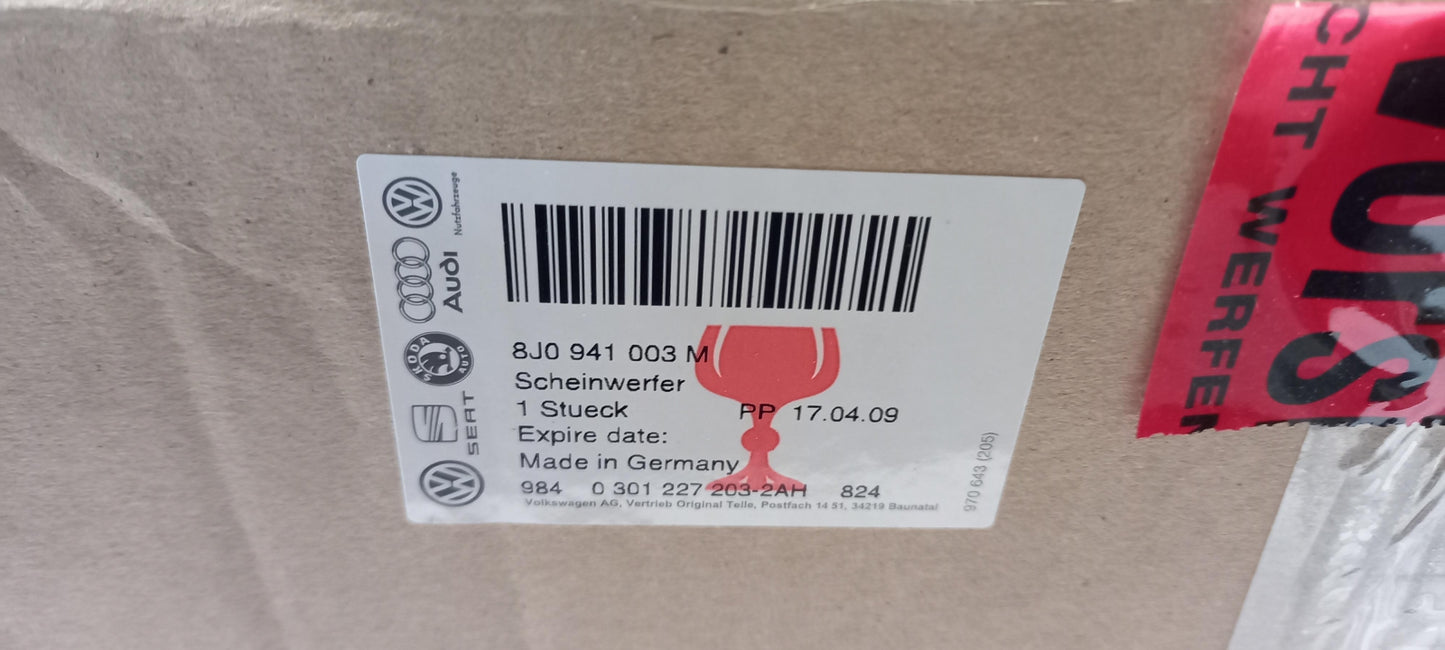 Nutzfahrzeuge
Audi
SKODA
AUTO
SEAT
8J0 941 003 M
Scheinwerfer
1 Stueck PP 17.04.09
Expire date:
Made in Germany
984 0 301 227 203-2AH 824
Volkswagen AG, Vertrieb Original Teile, Postfach 14 51, 34219 Baunatal
970 643 (205)
CHT WERFEN